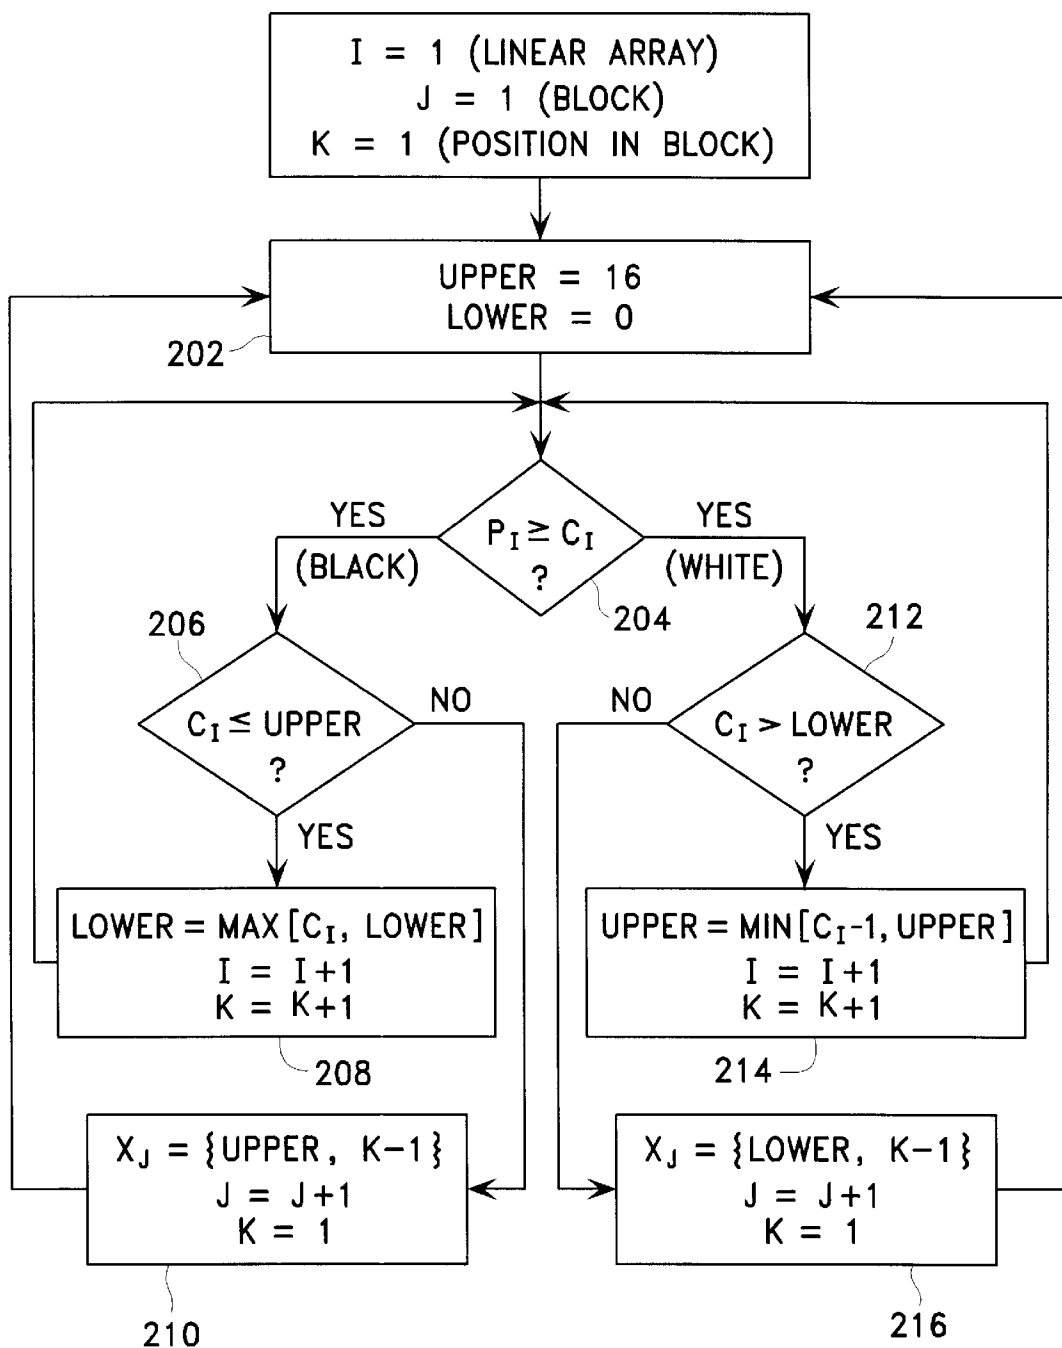 I = 1 (LINEAR ARRAY)
J = 1 (BLOCK)
K = 1 (POSITION IN BLOCK)
UPPER = 16
LOWER = 0
202
P_I ≥ C_I
?
204
YES
(BLACK)
YES
(WHITE)
206
C_I ≤ UPPER
?
NO
YES
212
C_I > LOWER
?
NO
YES
LOWER = MAX [C_I, LOWER]
I = I+1
K = K+1
208
UPPER = MIN [C_I-1, UPPER]
I = I+1
K = K+1
214
X_J = {UPPER, K-1}
J = J+1
K = 1
210
X_J = {LOWER, K-1}
J = J+1
K = 1
216